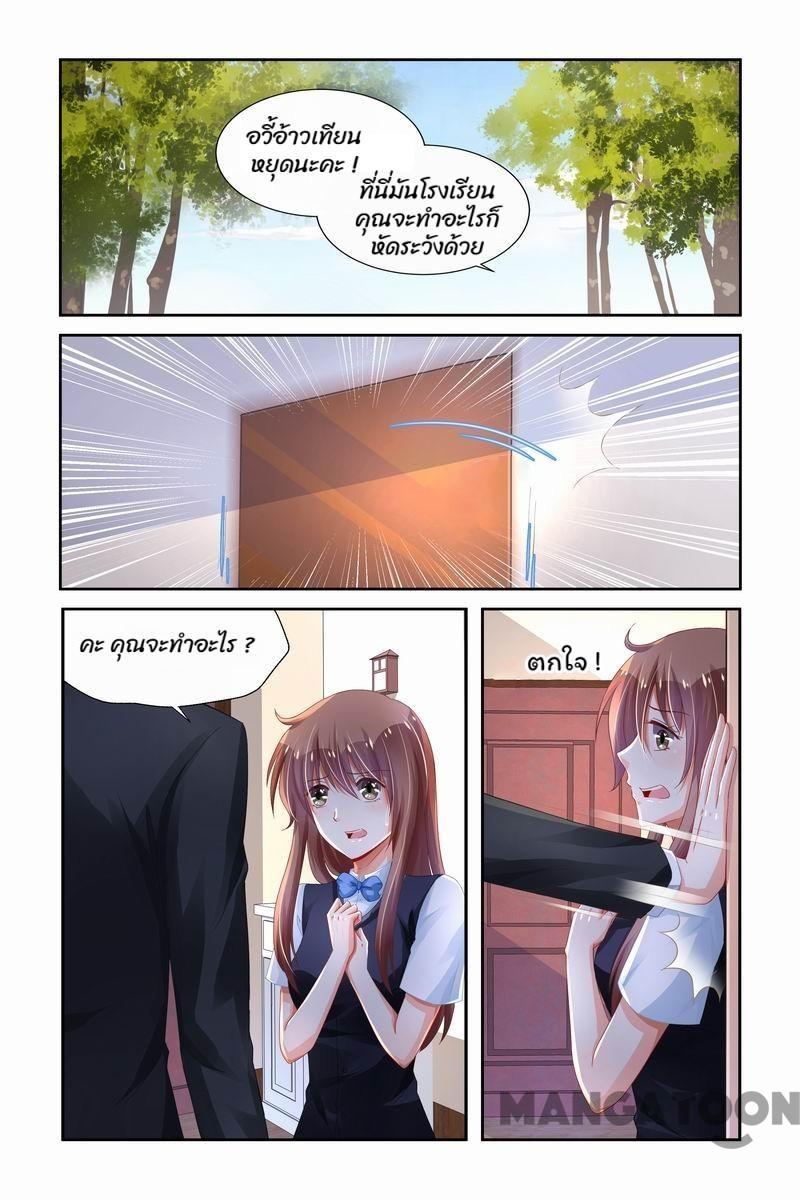 อวี้อ้าวเทียน
หยุดนะคะ !
ที่นี่มันโรงเรียน
คุณจะทำอะไรก็
หัดระวังด้วย
คะ คุณจะทำอะไร ?
ตกใจ !
MANGATOON